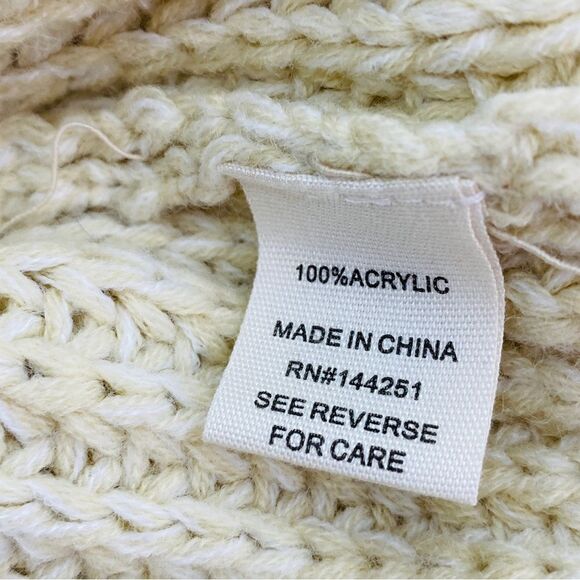 100%ACRYLIC
MADE IN CHINA
RN#144251
SEE REVERSE
FOR CARE